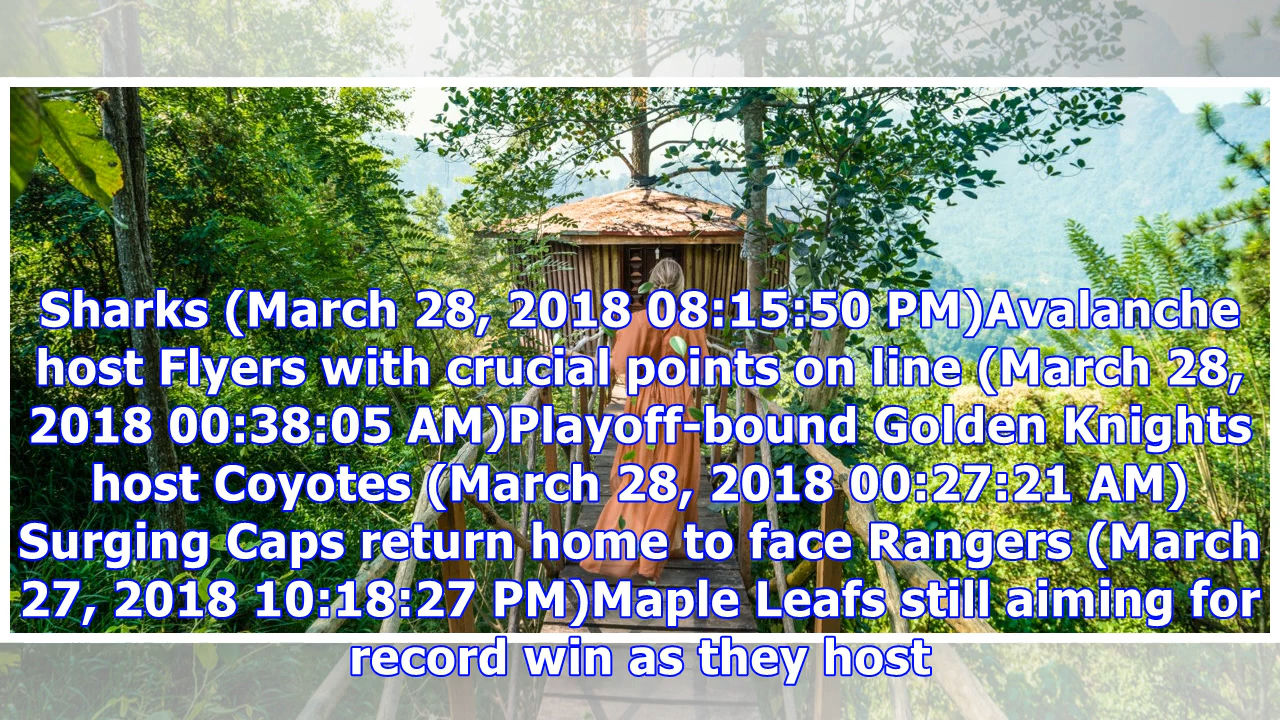 Sharks (March 28, 2018 08:15:50 PM)Avalanche
host Flyers with crucial points on line (March 28,
2018 00:38:05 AM)Playoff-bound Golden Knights
host Coyotes (March 28, 2018 00:27:21 AM)
Surging Caps return home to face Rangers (March
27, 2018 10:18:27 PM)Maple Leafs still aiming for
record win as they host